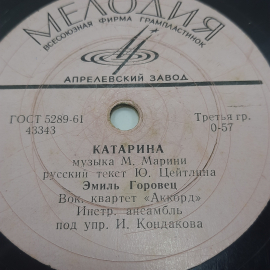 МЕЛОДИЯ
ВСЕСОЮЗНАЯ ФИРМА ГРАМПЛАСТИНОК
АПРЕЛЕВСКИЙ ЗАВОД
ГОСТ 5289-61
43343
Третья гр.
0-57
КАТАРИНА
музыка М. Марини
русский текст Ю. Цейтлина
Эмиль Горовец
Вок. квартет «Аккорд»
Инстр. ансамбль
под упр. И. Кондакова